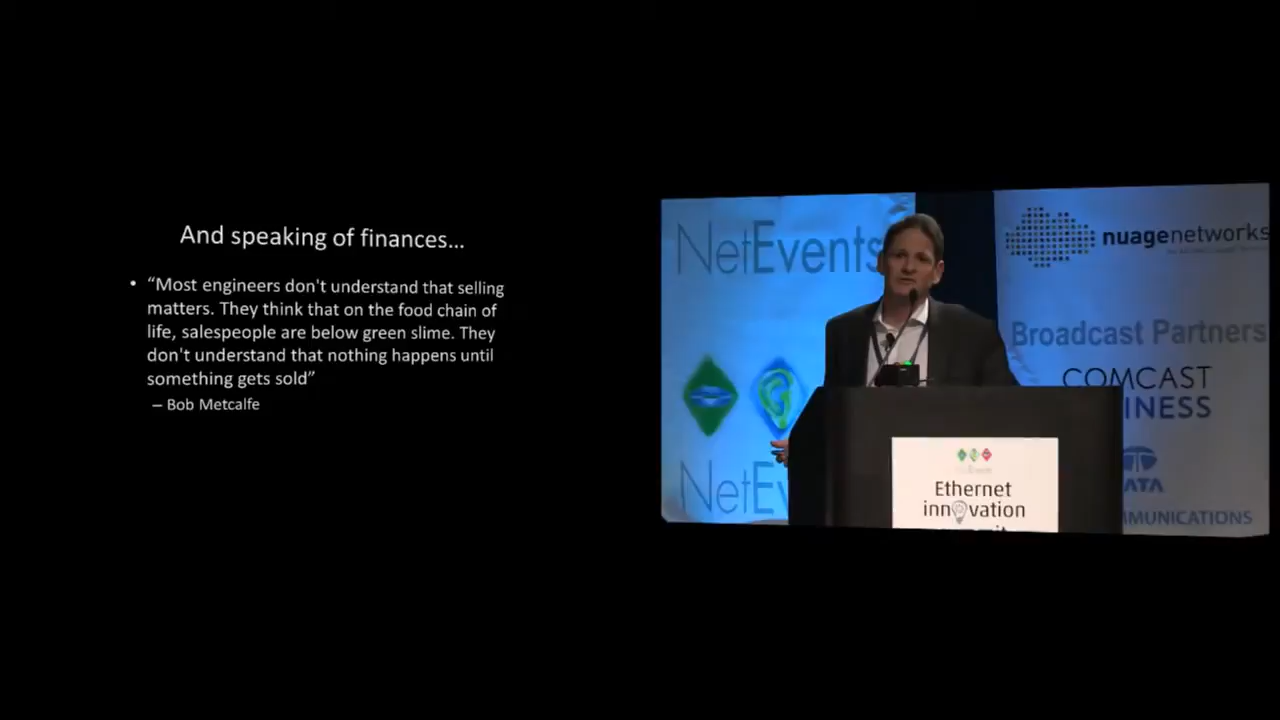 And speaking of finances...
• “Most engineers don't understand that selling
matters. They think that on the food chain of
life, salespeople are below green slime. They
don't understand that nothing happens until
something gets sold”
– Bob Metcalfe
NetEvents
nuagenetworks
Broadcast Partners
COMCAST
INESS
ATA
MUNICATIONS
NetEv
Ethernet
innovation